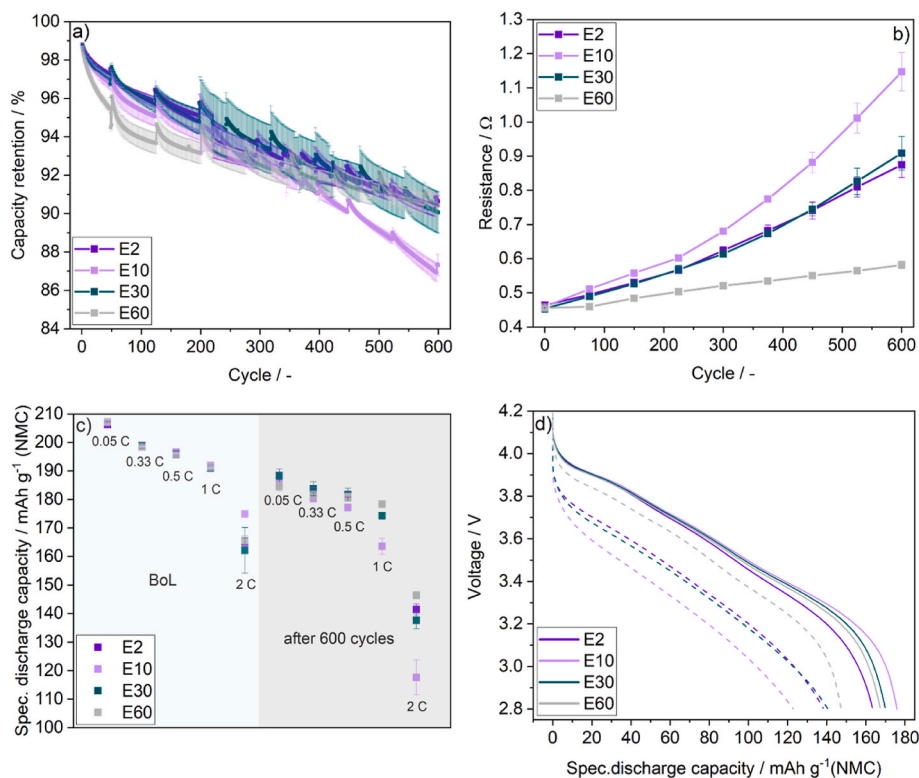 a)
Capacity retention / %
100
98
96
94
92
90
88
86
84
E2
E10
E30
E60
0 100 200 300 400 500 600
Cycle / -
b)
Resistance / Ω
1.3
1.2
1.1
1.0
0.9
0.8
0.7
0.6
0.5
0.4
E2
E10
E30
E60
0 75 150 225 300 375 450 525 600
Cycle / -
c)
Spec. discharge capacity / mAh g⁻¹ (NMC)
210
200
190
180
170
160
150
140
130
120
110
100
0.05 C
0.33 C
0.5 C
1 C
2 C
BoL
0.05 C
0.33 C
0.5 C
1 C
2 C
after 600 cycles
E2
E10
E30
E60
d)
Voltage / V
4.2
4.0
3.8
3.6
3.4
3.2
3.0
2.8
E2
E10
E30
E60
0 20 40 60 80 100 120 140 160 180
Spec.discharge capacity / mAh g⁻¹(NMC)